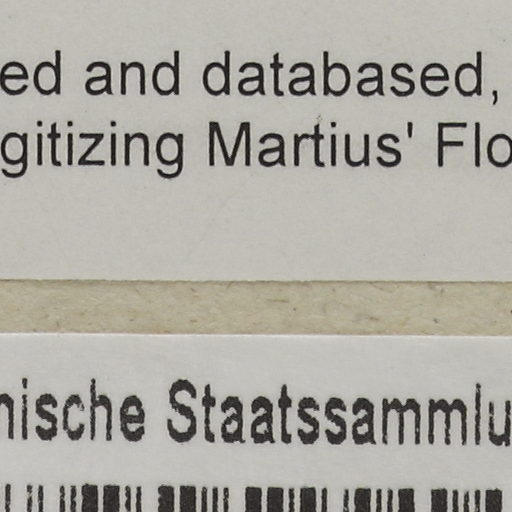 ed and databased,
gitizing Martius' Flo
nische Staatssammlu